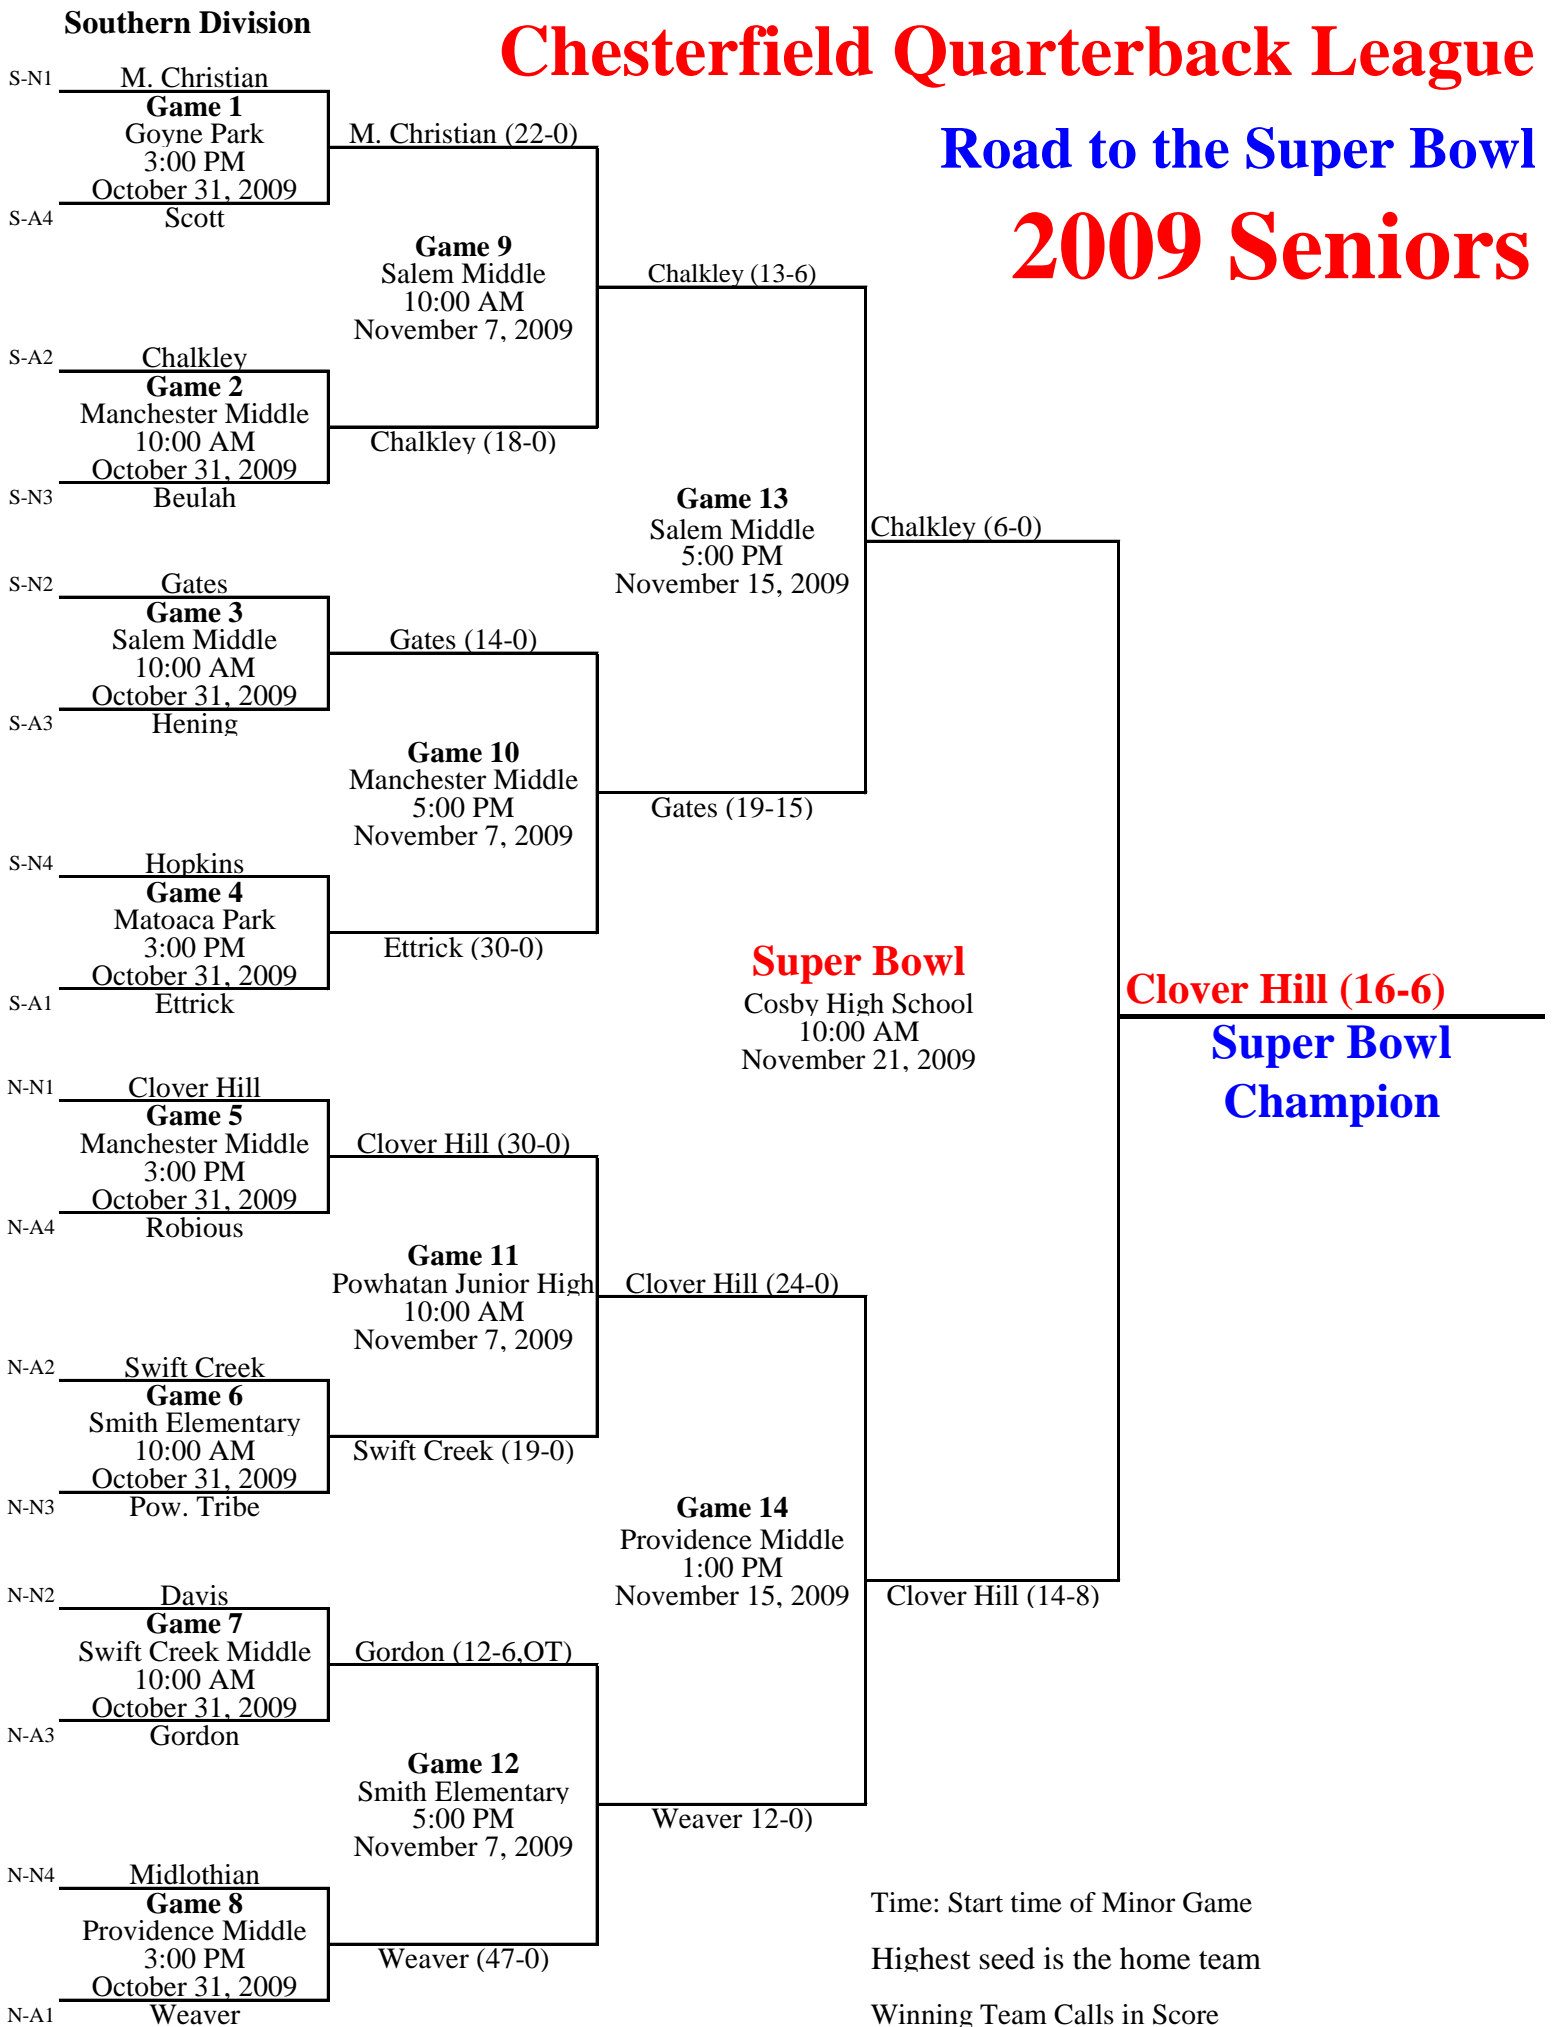 Southern Division
Chesterfield Quarterback League
Road to the Super Bowl
2009 Seniors
S-N1
M. Christian
Game 1
Goyne Park
3:00 PM
October 31, 2009
S-A4
Scott
M. Christian (22-0)
Game 9
Salem Middle
10:00 AM
November 7, 2009
Chalkley (13-6)
S-A2
Chalkley
Game 2
Manchester Middle
10:00 AM
October 31, 2009
S-N3
Beulah
Chalkley (18-0)
Game 13
Salem Middle
5:00 PM
November 15, 2009
Chalkley (6-0)
S-N2
Gates
Game 3
Salem Middle
10:00 AM
October 31, 2009
S-A3
Hening
Gates (14-0)
Game 10
Manchester Middle
5:00 PM
November 7, 2009
Gates (19-15)
S-N4
Hopkins
Game 4
Matoaca Park
3:00 PM
October 31, 2009
S-A1
Ettrick
Ettrick (30-0)
Super Bowl
Cosby High School
10:00 AM
November 21, 2009
Clover Hill (16-6)
Super Bowl
Champion
N-N1
Clover Hill
Game 5
Manchester Middle
3:00 PM
October 31, 2009
N-A4
Robious
Clover Hill (30-0)
Game 11
Powhatan Junior High
10:00 AM
November 7, 2009
Clover Hill (24-0)
N-A2
Swift Creek
Game 6
Smith Elementary
10:00 AM
October 31, 2009
N-N3
Pow. Tribe
Swift Creek (19-0)
Game 14
Providence Middle
1:00 PM
November 15, 2009
Clover Hill (14-8)
N-N2
Davis
Game 7
Swift Creek Middle
10:00 AM
October 31, 2009
N-A3
Gordon
Gordon (12-6,OT)
Game 12
Smith Elementary
5:00 PM
November 7, 2009
Weaver 12-0)
N-N4
Midlothian
Game 8
Providence Middle
3:00 PM
October 31, 2009
N-A1
Weaver
Weaver (47-0)
Time: Start time of Minor Game
Highest seed is the home team
Winning Team Calls in Score